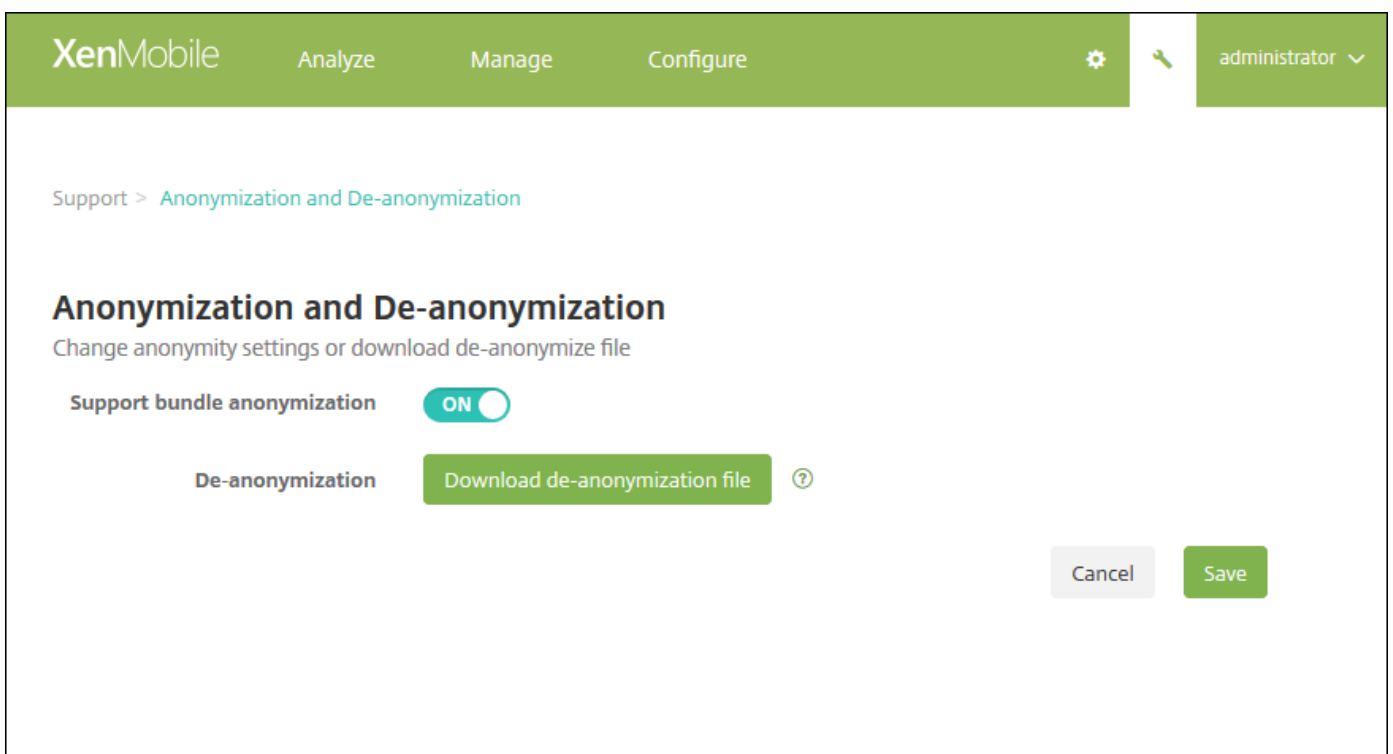 XenMobile Analyze Manage Configure administrator
Support > Anonymization and De-anonymization
Anonymization and De-anonymization
Change anonymity settings or download de-anonymize file
Support bundle anonymization ON
De-anonymization Download de-anonymization file ?
Cancel Save